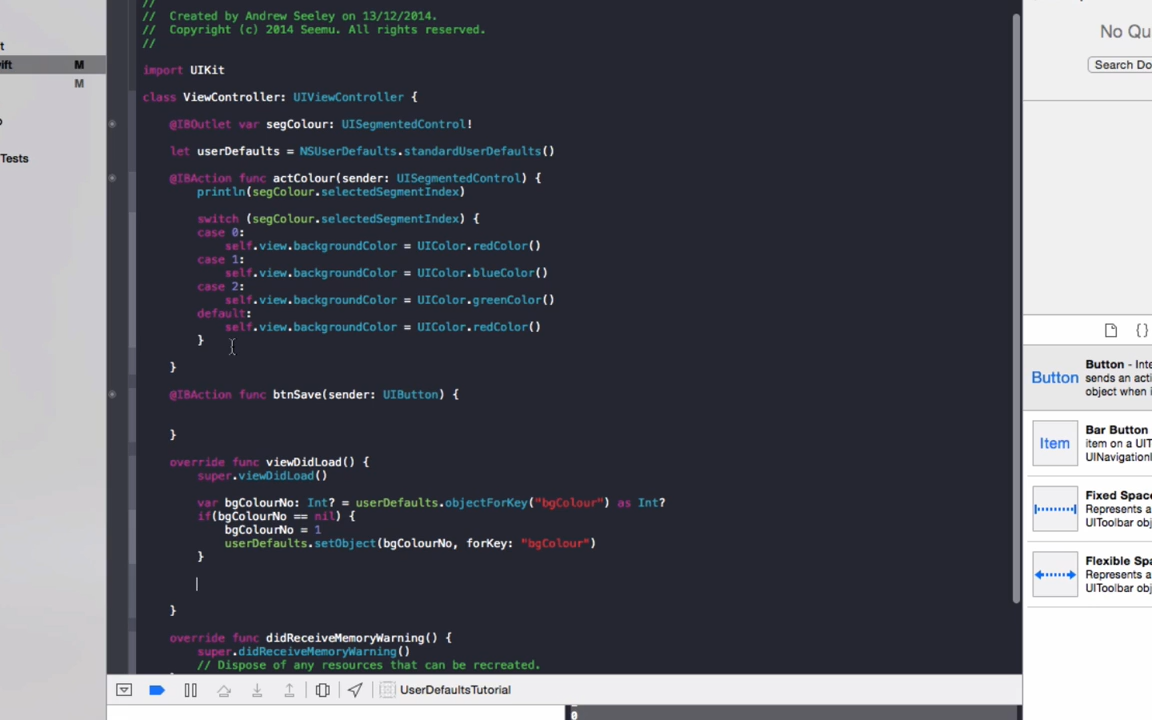 //
//  Created by Andrew Seeley on 13/12/2014.
//  Copyright (c) 2014 Seemu. All rights reserved.
//
import UIKit
class ViewController: UIViewController {
@IBOutlet var segColour: UISegmentedControl!
let userDefaults = NSUserDefaults.standardUserDefaults()
@IBAction func actColour(sender: UISegmentedControl) {
println(segColour.selectedSegmentIndex)
switch (segColour.selectedSegmentIndex) {
case 0:
self.view.backgroundColor = UIColor.redColor()
case 1:
self.view.backgroundColor = UIColor.blueColor()
case 2:
self.view.backgroundColor = UIColor.greenColor()
default:
self.view.backgroundColor = UIColor.redColor()
}
}
@IBAction func btnSave(sender: UIButton) {
}
override func viewDidLoad() {
super.viewDidLoad()
var bgColourNo: Int? = userDefaults.objectForKey("bgColour") as Int?
if(bgColourNo == nil) {
bgColourNo = 1
userDefaults.setObject(bgColourNo, forKey: "bgColour")
}
}
override func didReceiveMemoryWarning() {
super.didReceiveMemoryWarning()
// Dispose of any resources that can be recreated.
t
ift M
M
o
Tests
No Qu
Search Do
{}
Button
Button - Inte
sends an acti
object when i
Item
Bar Button
item on a UIT
UINavigationI
Fixed Space
Represents a
UIToolbar obj
Flexible Spa
Represents a
UIToolbar obj
UserDefaultsTutorial
0